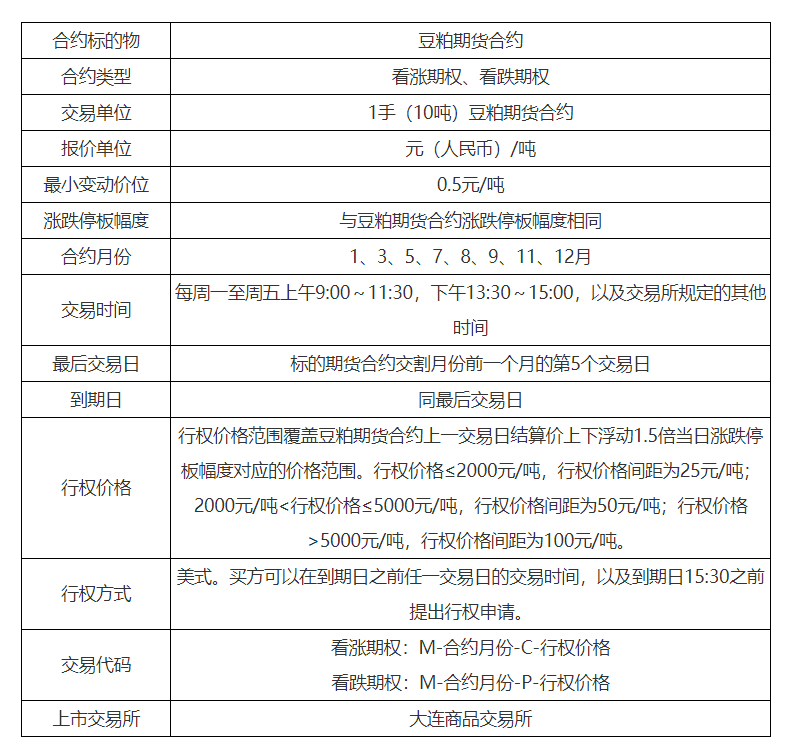 合约标的物 豆粕期货合约
合约类型 看涨期权、看跌期权
交易单位 1手（10吨）豆粕期货合约
报价单位 元（人民币）/吨
最小变动价位 0.5元/吨
涨跌停板幅度 与豆粕期货合约涨跌停板幅度相同
合约月份 1、3、5、7、8、9、11、12月
交易时间 每周一至周五上午9:00～11:30，下午13:30～15:00，以及交易所规定的其他
时间
最后交易日 标的期货合约交割月份前一个月的第5个交易日
到期日 同最后交易日
行权价格 行权价格范围覆盖豆粕期货合约上一交易日结算价上下浮动1.5倍当日涨跌停
板幅度对应的价格范围。行权价格≤2000元/吨，行权价格间距为25元/吨；
2000元/吨<行权价格≤5000元/吨，行权价格间距为50元/吨；行权价格
>5000元/吨，行权价格间距为100元/吨。
行权方式 美式。买方可以在到期日之前任一交易日的交易时间，以及到期日15:30之前
提出行权申请。
交易代码 看涨期权：M-合约月份-C-行权价格
看跌期权：M-合约月份-P-行权价格
上市交易所 大连商品交易所